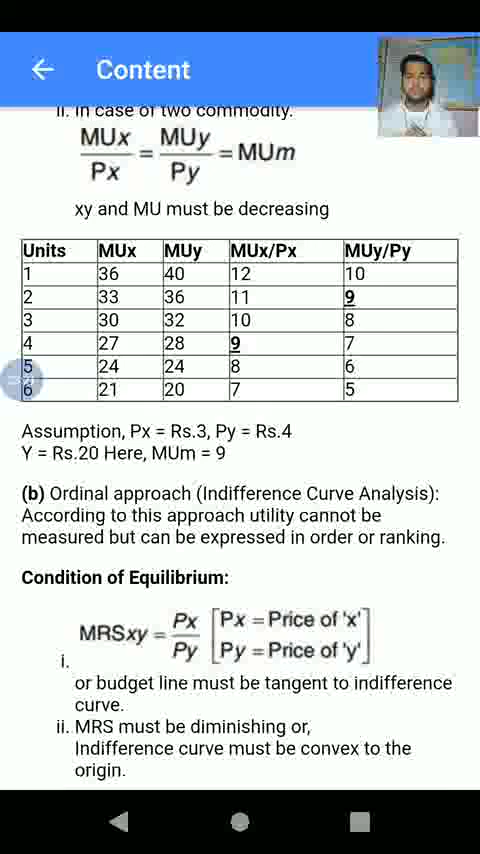 Content
ii. In case of two commodity.
MUx/Px = MUy/Py = MUm
xy and MU must be decreasing
Units MUx MUy MUx/Px MUy/Py
1 36 40 12 10
2 33 36 11 9
3 30 32 10 8
4 27 28 9 7
5 24 24 8 6
6 21 20 7 5
Assumption, Px = Rs.3, Py = Rs.4
Y = Rs.20 Here, MUm = 9
(b) Ordinal approach (Indifference Curve Analysis):
According to this approach utility cannot be
measured but can be expressed in order or ranking.
Condition of Equilibrium:
i. MRSxy = Px/Py [Px = Price of 'x' Py = Price of 'y']
or budget line must be tangent to indifference
curve.
ii. MRS must be diminishing or,
Indifference curve must be convex to the
origin.